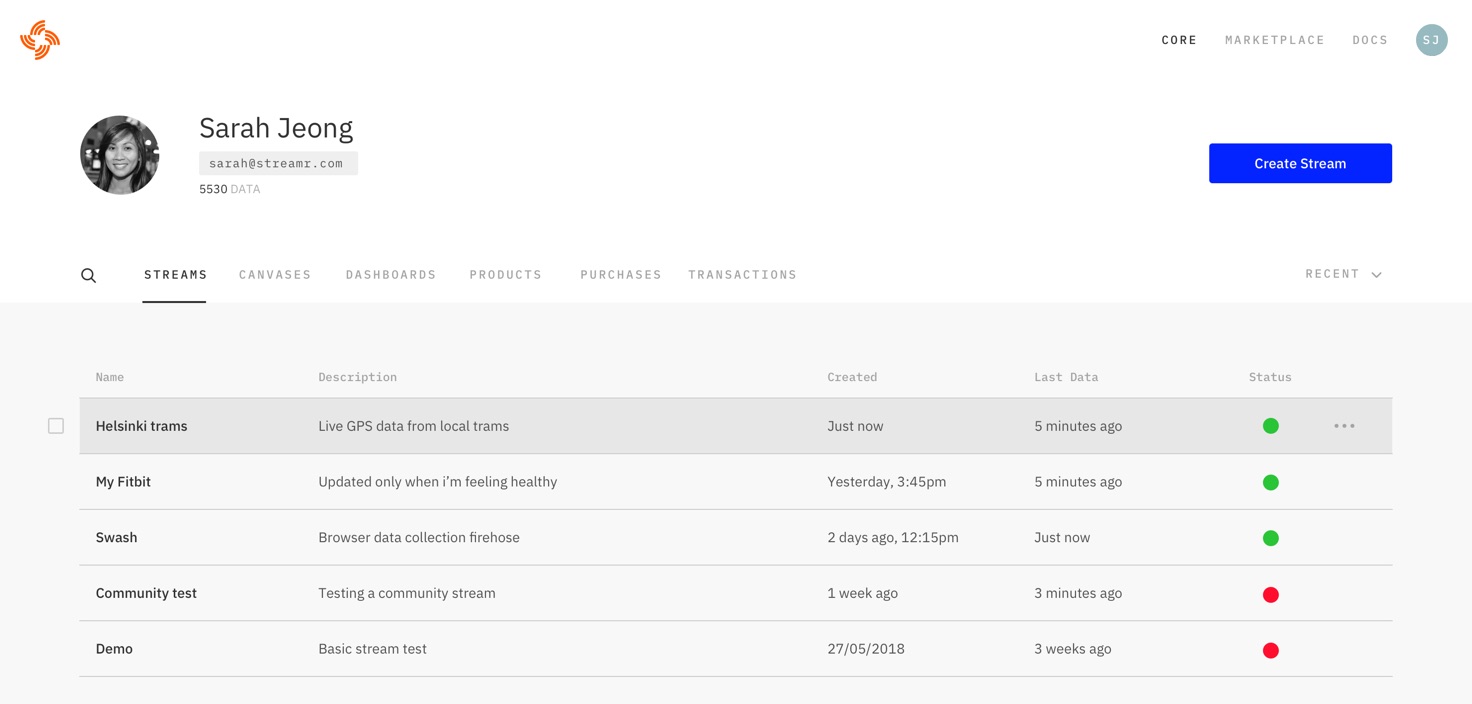 CORE MARKETPLACE DOCS SJ
Sarah Jeong
sarah@streamr.com
5530 DATA
Create Stream
STREAMS CANVASES DASHBOARDS PRODUCTS PURCHASES TRANSACTIONS RECENT
Name Description Created Last Data Status
Helsinki trams Live GPS data from local trams Just now 5 minutes ago
My Fitbit Updated only when i’m feeling healthy Yesterday, 3:45pm 5 minutes ago
Swash Browser data collection firehose 2 days ago, 12:15pm Just now
Community test Testing a community stream 1 week ago 3 minutes ago
Demo Basic stream test 27/05/2018 3 weeks ago